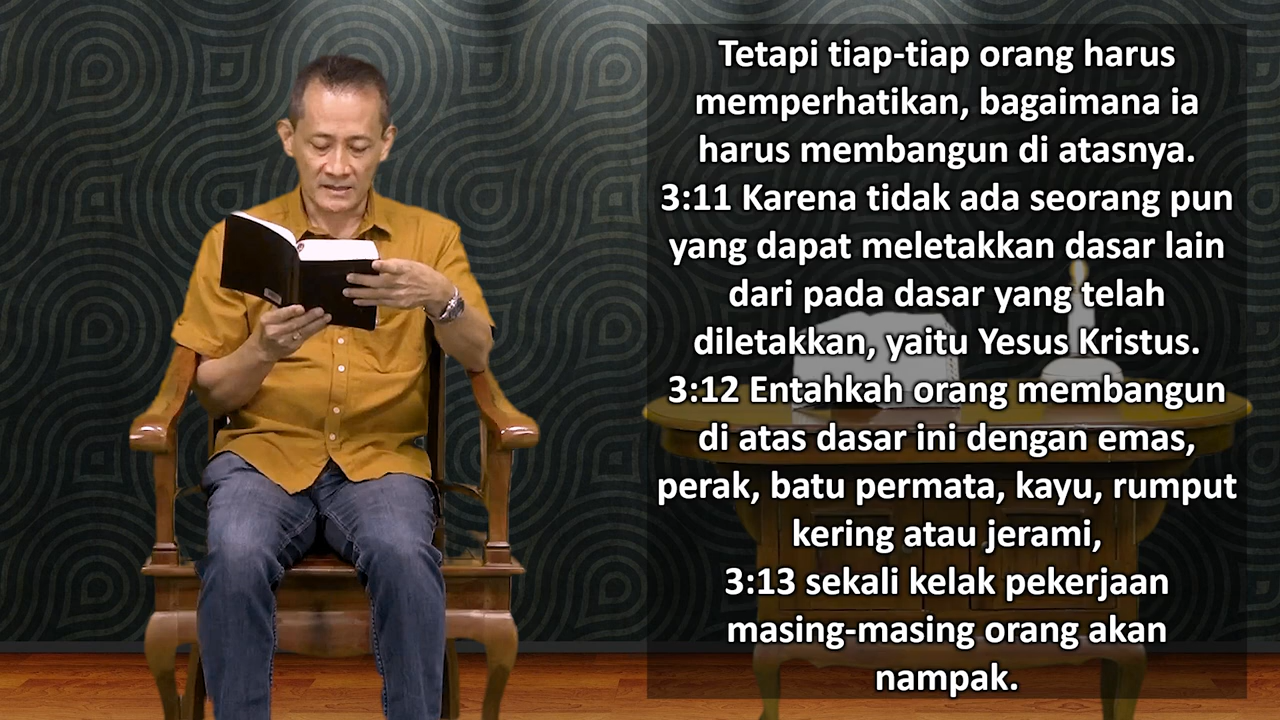 Tetapi tiap-tiap orang harus
memperhatikan, bagaimana ia
harus membangun di atasnya.
3:11 Karena tidak ada seorang pun
yang dapat meletakkan dasar lain
dari pada dasar yang telah
diletakkan, yaitu Yesus Kristus.
3:12 Entahkah orang membangun
di atas dasar ini dengan emas,
perak, batu permata, kayu, rumput
kering atau jerami,
3:13 sekali kelak pekerjaan
masing-masing orang akan
nampak.